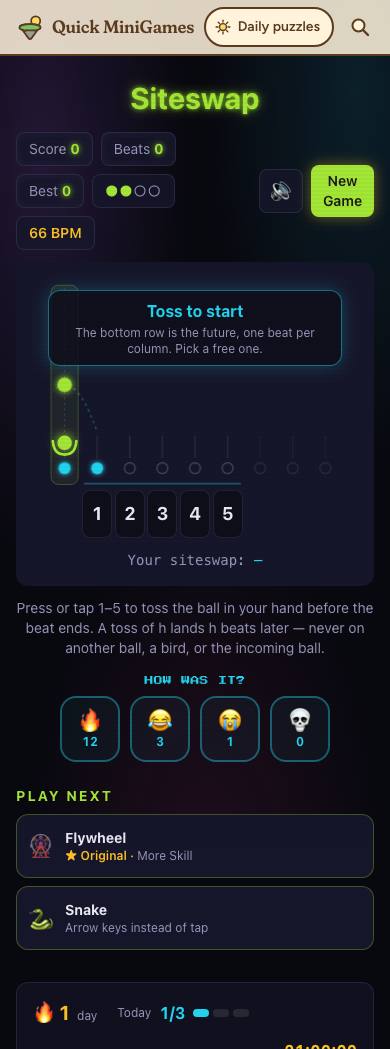 Quick MiniGames
Daily puzzles
Siteswap
Score 0
Beats 0
Best 0
66 BPM
New
Game
Toss to start
The bottom row is the future, one beat per
column. Pick a free one.
1 2 3 4 5
Your siteswap: –
Press or tap 1–5 to toss the ball in your hand before the
beat ends. A toss of h lands h beats later — never on
another ball, a bird, or the incoming ball.
HOW WAS IT?
12 3 1 0
PLAY NEXT
Flywheel
Original · More Skill
Snake
Arrow keys instead of tap
1 day Today 1/3